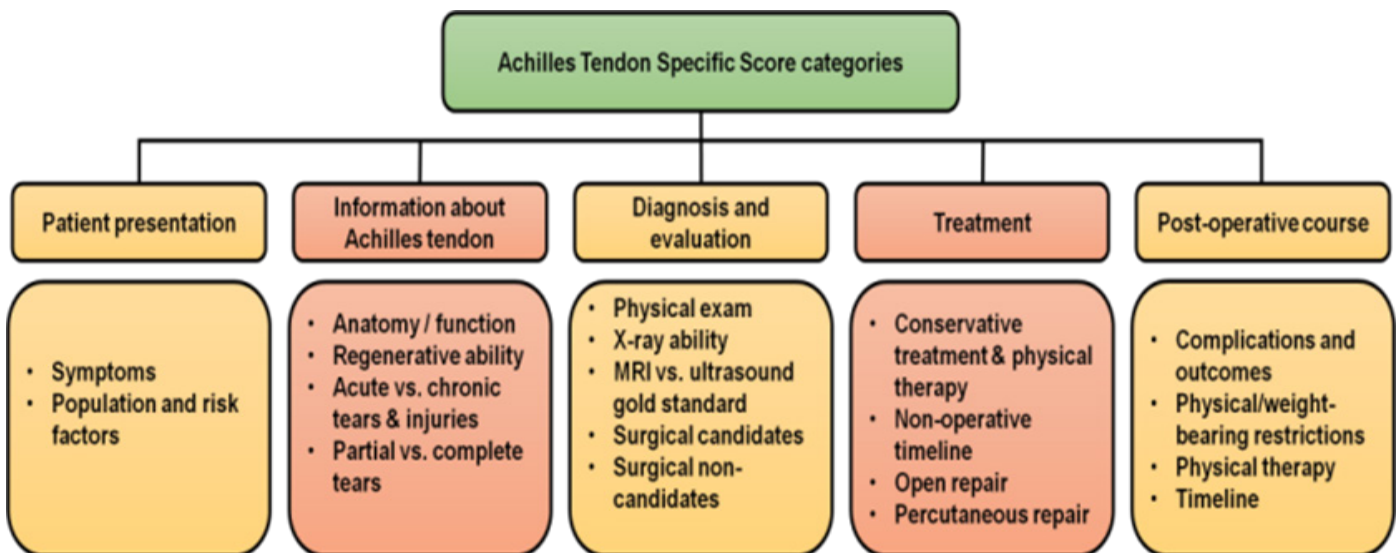 Achilles Tendon Specific Score categories
Patient presentation
Information about
Achilles tendon
Diagnosis and
evaluation
Treatment
Post-operative course
• Symptoms
• Population and risk
factors
• Anatomy / function
• Regenerative ability
• Acute vs. chronic
tears & injuries
• Partial vs. complete
tears
• Physical exam
• X-ray ability
• MRI vs. ultrasound
gold standard
• Surgical candidates
• Surgical non-
candidates
• Conservative
treatment & physical
therapy
• Non-operative
timeline
• Open repair
• Percutaneous repair
• Complications and
outcomes
• Physical/weight-
bearing restrictions
• Physical therapy
• Timeline